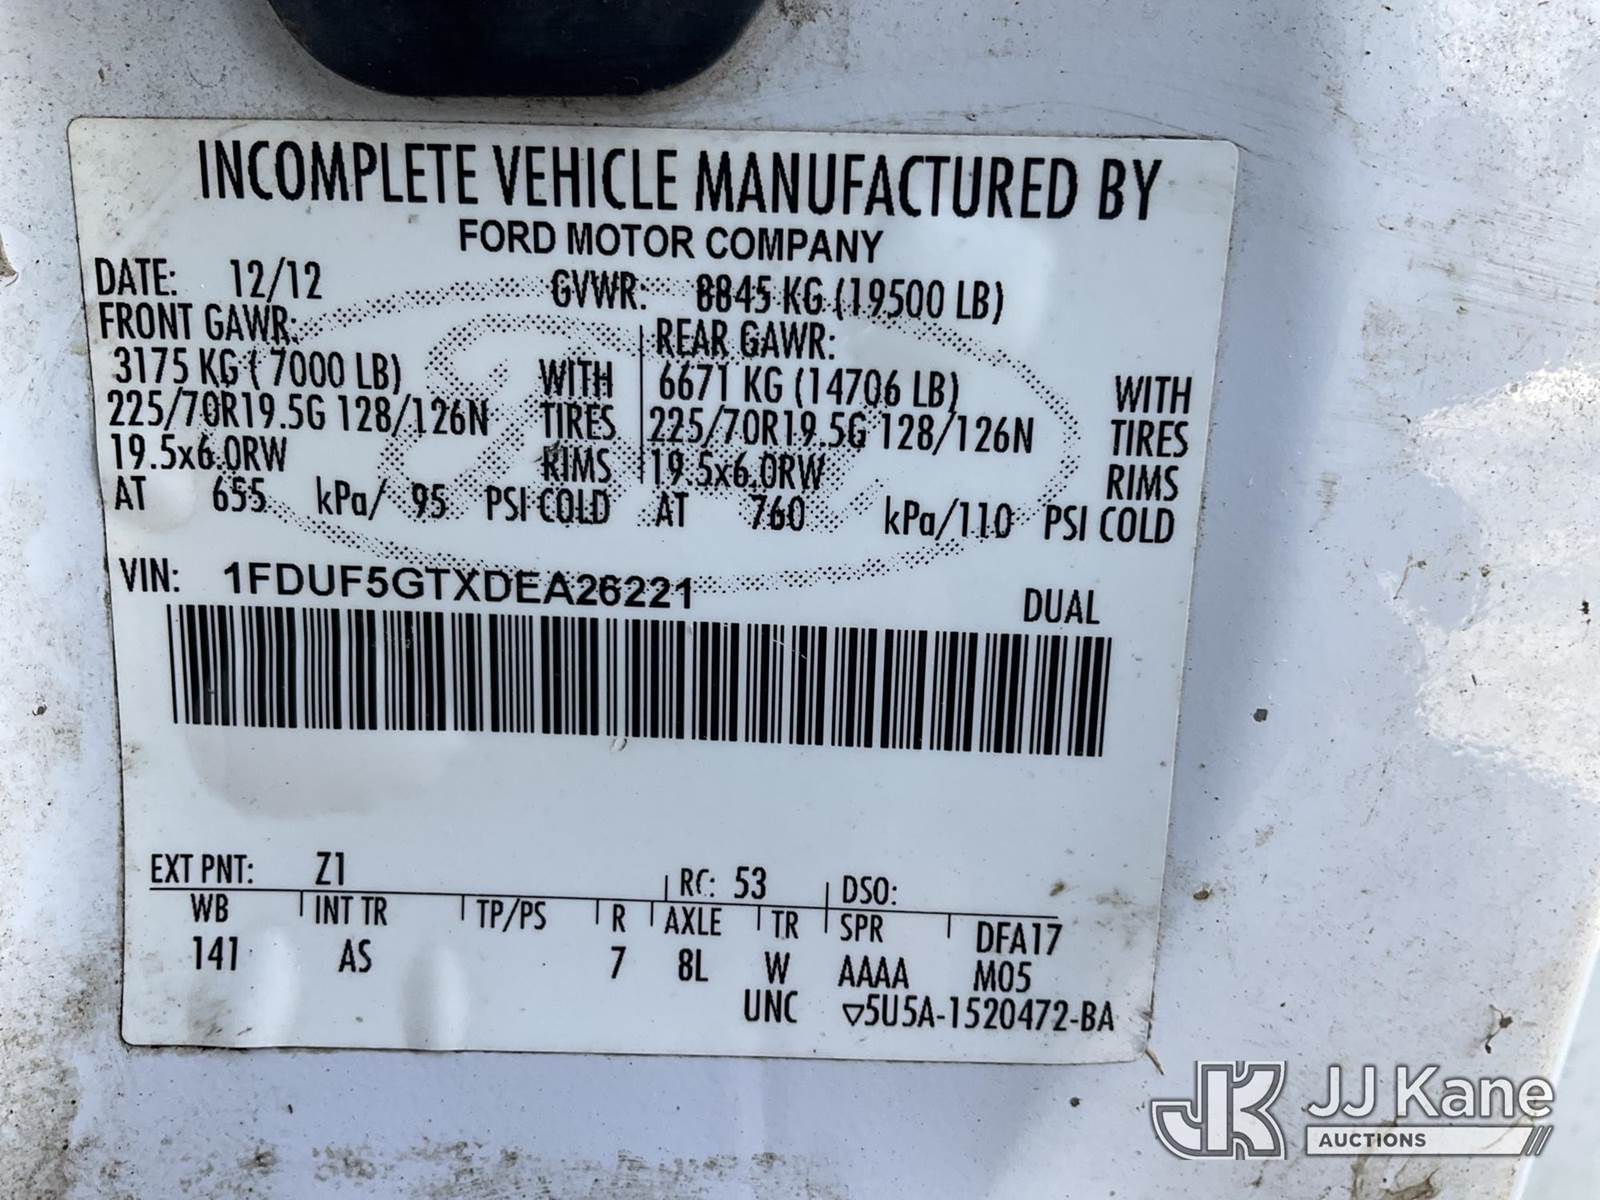 INCOMPLETE VEHICLE MANUFACTURED BY
FORD MOTOR COMPANY
DATE: 12/12 GVWR: 8845 KG (19500 LB)
FRONT GAWR: REAR GAWR:
3175 KG ( 7000 LB) WITH 6671 KG (14706 LB) WITH
225/70R19.5G 128/126N TIRES 225/70R19.5G 128/126N TIRES
19.5x6.0RW RIMS 19.5x6.0RW RIMS
AT 655 kPa/ 95 PSI COLD AT 760 kPa/110 PSI COLD
VIN: 1FDUF5GTXDEA26221 DUAL
EXT PNT: Z1 RC: 53 DSO:
WB INT TR TP/PS R AXLE TR SPR DFA17
141 AS 7 8L W AAAA M05
UNC ▽5U5A-1520472-BA
JK JJ Kane
AUCTIONS